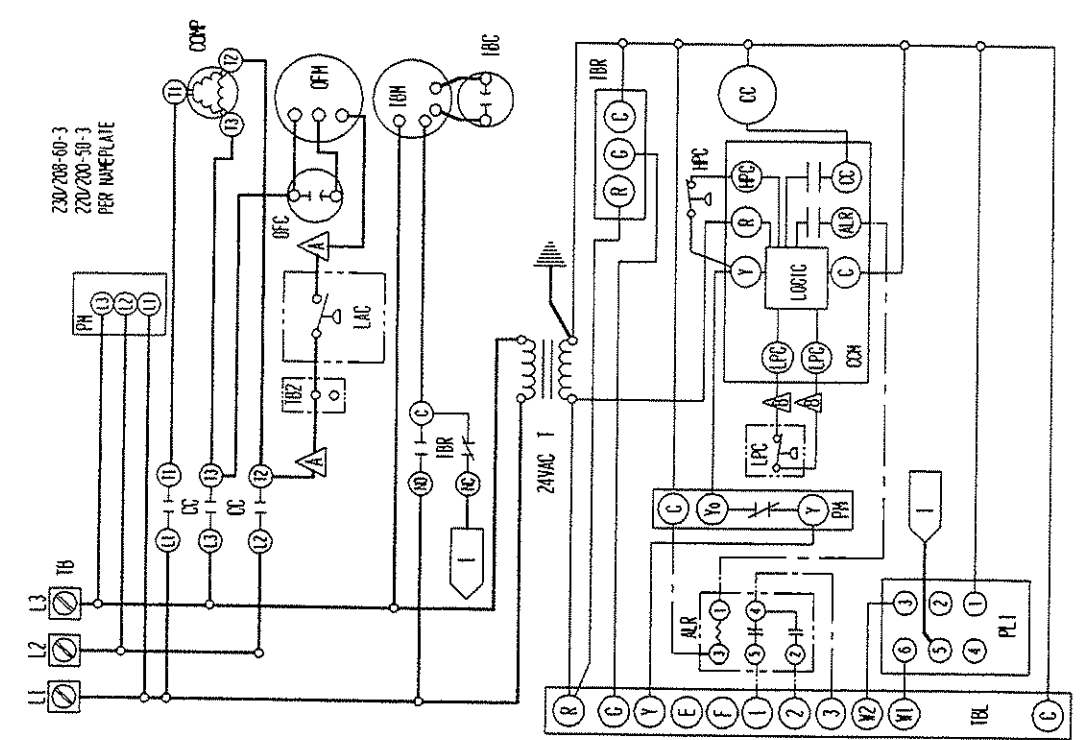 230/208-60-3
220/200-50-3
PER NAMEPLATE
COMP
T1
T2
T3
OFM
IBM
IBC
OFC
PM
L3
L2
L1
A
LAC
TB2
A
T1
T3
T2
CC
CC
L1
L3
L2
C
IBR
NO
NC
1
TB
L3
L2
L1
24VAC T
IBR
C
G
R
CC
HPC
HPC
R
Y
CC
ALR
C
LOGIC
LPC
LPC
CCM
B
B
LPC
C
YO
Y
PM
1
ALR
1
3
4
5
2
3
2
1
6
5
4
PL1
R
G
Y
E
F
1
2
3
W2
W1
TBL
C